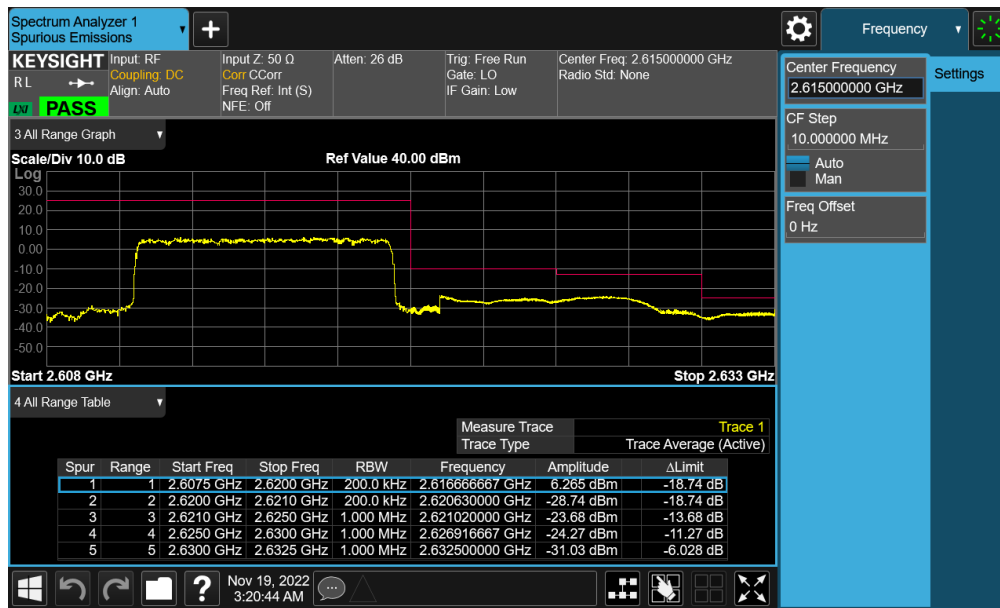 Spectrum Analyzer 1
Spurious Emissions
Frequency
KEYSIGHT
RL
LXI
PASS
Input: RF
Coupling: DC
Align: Auto
Input Z: 50 Ω
Corr CCorr
Freq Ref: Int (S)
NFE: Off
Atten: 26 dB
Trig: Free Run
Gate: LO
IF Gain: Low
Center Freq: 2.615000000 GHz
Radio Std: None
Center Frequency
2.615000000 GHz
Settings
CF Step
10.000000 MHz
Auto
Man
Freq Offset
0 Hz
3 All Range Graph
Scale/Div 10.0 dB
Ref Value 40.00 dBm
Log
30.0
20.0
10.0
0.00
-10.0
-20.0
-30.0
-40.0
-50.0
Start 2.608 GHz
Stop 2.633 GHz
4 All Range Table
Measure Trace Trace 1
Trace Type Trace Average (Active)
Spur Range Start Freq Stop Freq RBW Frequency Amplitude ΔLimit
1 1 2.6075 GHz 2.6200 GHz 200.0 kHz 2.616666667 GHz 6.265 dBm -18.74 dB
2 2 2.6200 GHz 2.6210 GHz 200.0 kHz 2.620630000 GHz -28.74 dBm -18.74 dB
3 3 2.6210 GHz 2.6250 GHz 1.000 MHz 2.621020000 GHz -23.68 dBm -13.68 dB
4 4 2.6250 GHz 2.6300 GHz 1.000 MHz 2.626916667 GHz -24.27 dBm -11.27 dB
5 5 2.6300 GHz 2.6325 GHz 1.000 MHz 2.632500000 GHz -31.03 dBm -6.028 dB
Nov 19, 2022
3:20:44 AM